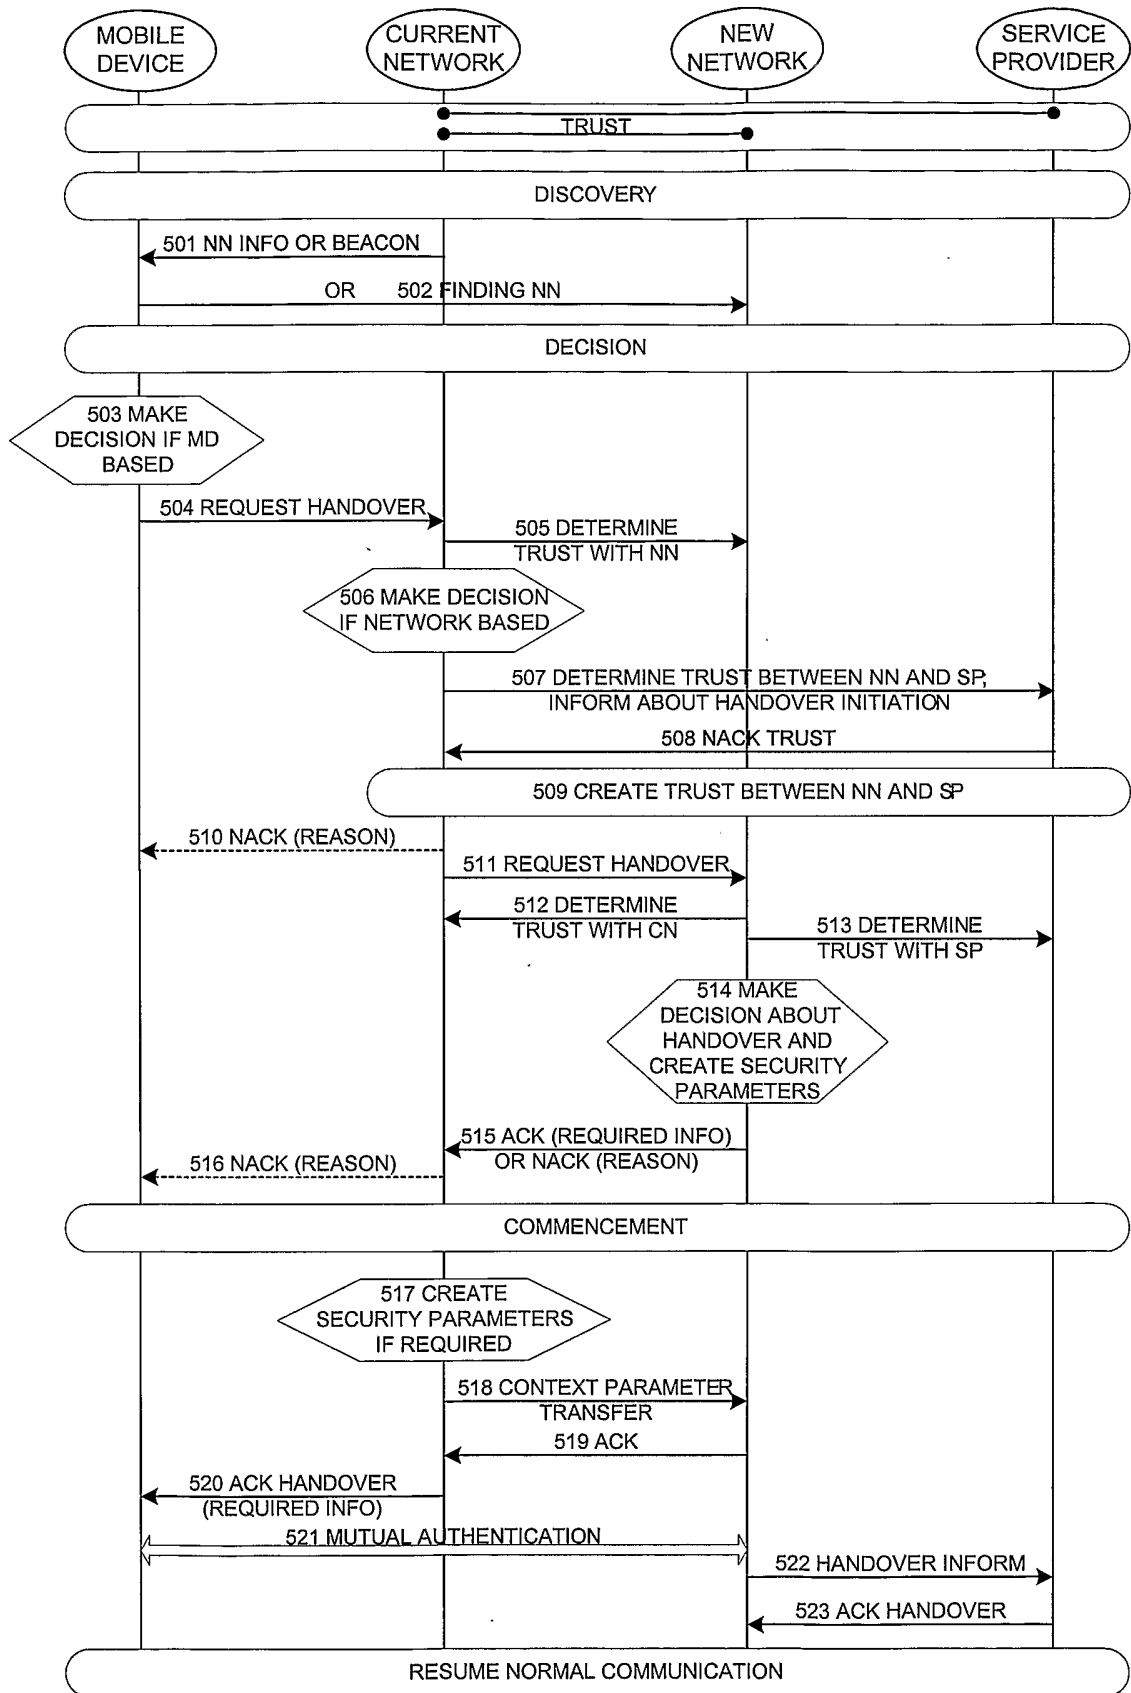 MOBILE
DEVICE
CURRENT
NETWORK
NEW
NETWORK
SERVICE
PROVIDER
TRUST
DISCOVERY
501 NN INFO OR BEACON
OR 502 FINDING NN
DECISION
503 MAKE
DECISION IF MD
BASED
504 REQUEST HANDOVER
505 DETERMINE
TRUST WITH NN
506 MAKE DECISION
IF NETWORK BASED
507 DETERMINE TRUST BETWEEN NN AND SP;
INFORM ABOUT HANDOVER INITIATION
508 NACK TRUST
509 CREATE TRUST BETWEEN NN AND SP
510 NACK (REASON)
511 REQUEST HANDOVER
512 DETERMINE
TRUST WITH CN
513 DETERMINE
TRUST WITH SP
514 MAKE
DECISION ABOUT
HANDOVER AND
CREATE SECURITY
PARAMETERS
515 ACK (REQUIRED INFO)
OR NACK (REASON)
516 NACK (REASON)
COMMENCEMENT
517 CREATE
SECURITY PARAMETERS
IF REQUIRED
518 CONTEXT PARAMETER
TRANSFER
519 ACK
520 ACK HANDOVER
(REQUIRED INFO)
521 MUTUAL AUTHENTICATION
522 HANDOVER INFORM
523 ACK HANDOVER
RESUME NORMAL COMMUNICATION